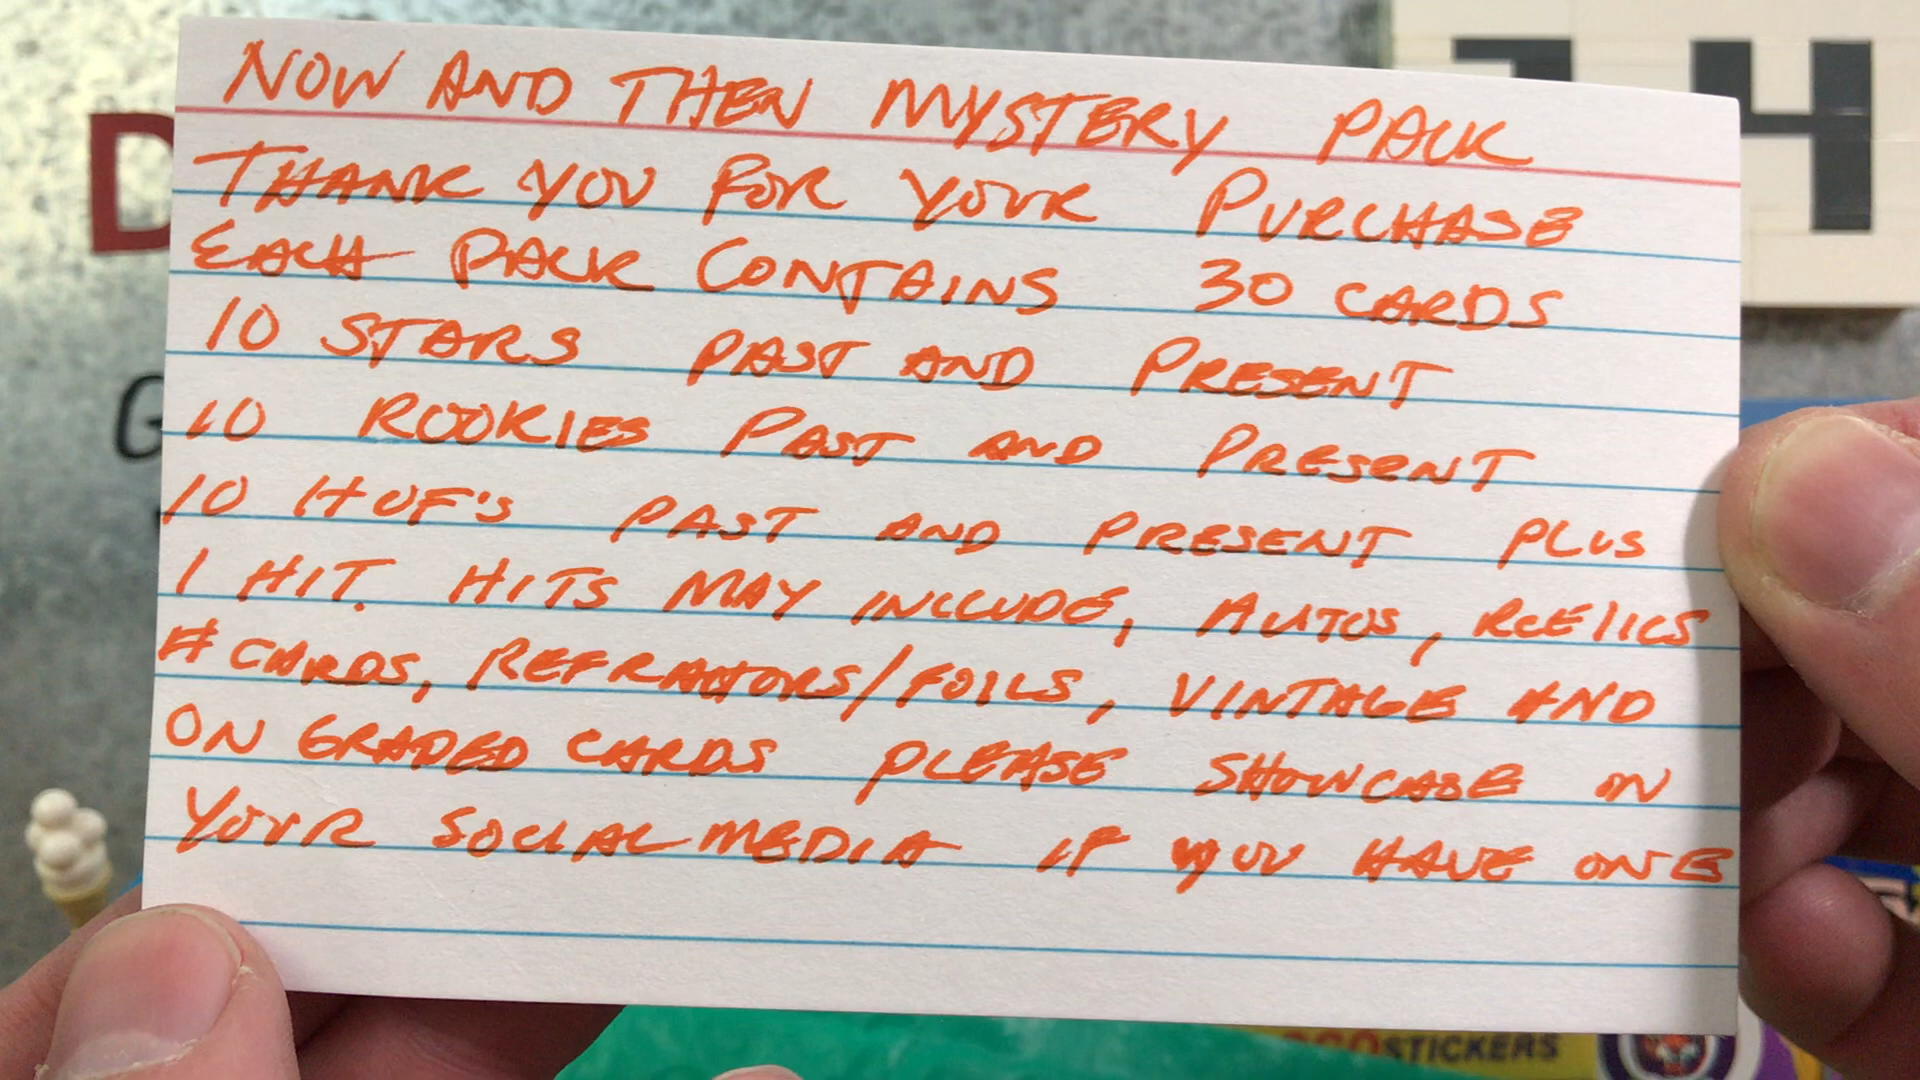 NOW AND THEN MYSTERY PACK
THANK YOU FOR YOUR PURCHASE
EACH PACK CONTAINS 30 CARDS
10 STARS PAST AND PRESENT
10 ROOKIES PAST AND PRESENT
10 HOF'S PAST AND PRESENT PLUS
1 HIT. HITS MAY INCLUDE, AUTOS, RELICS
# CARDS, REFRACTORS/FOILS, VINTAGE AND
ON GRADED CARDS PLEASE SHOWCASE ON
YOUR SOCIAL MEDIA IF YOU HAVE ONE
D
G
14
STICKERS